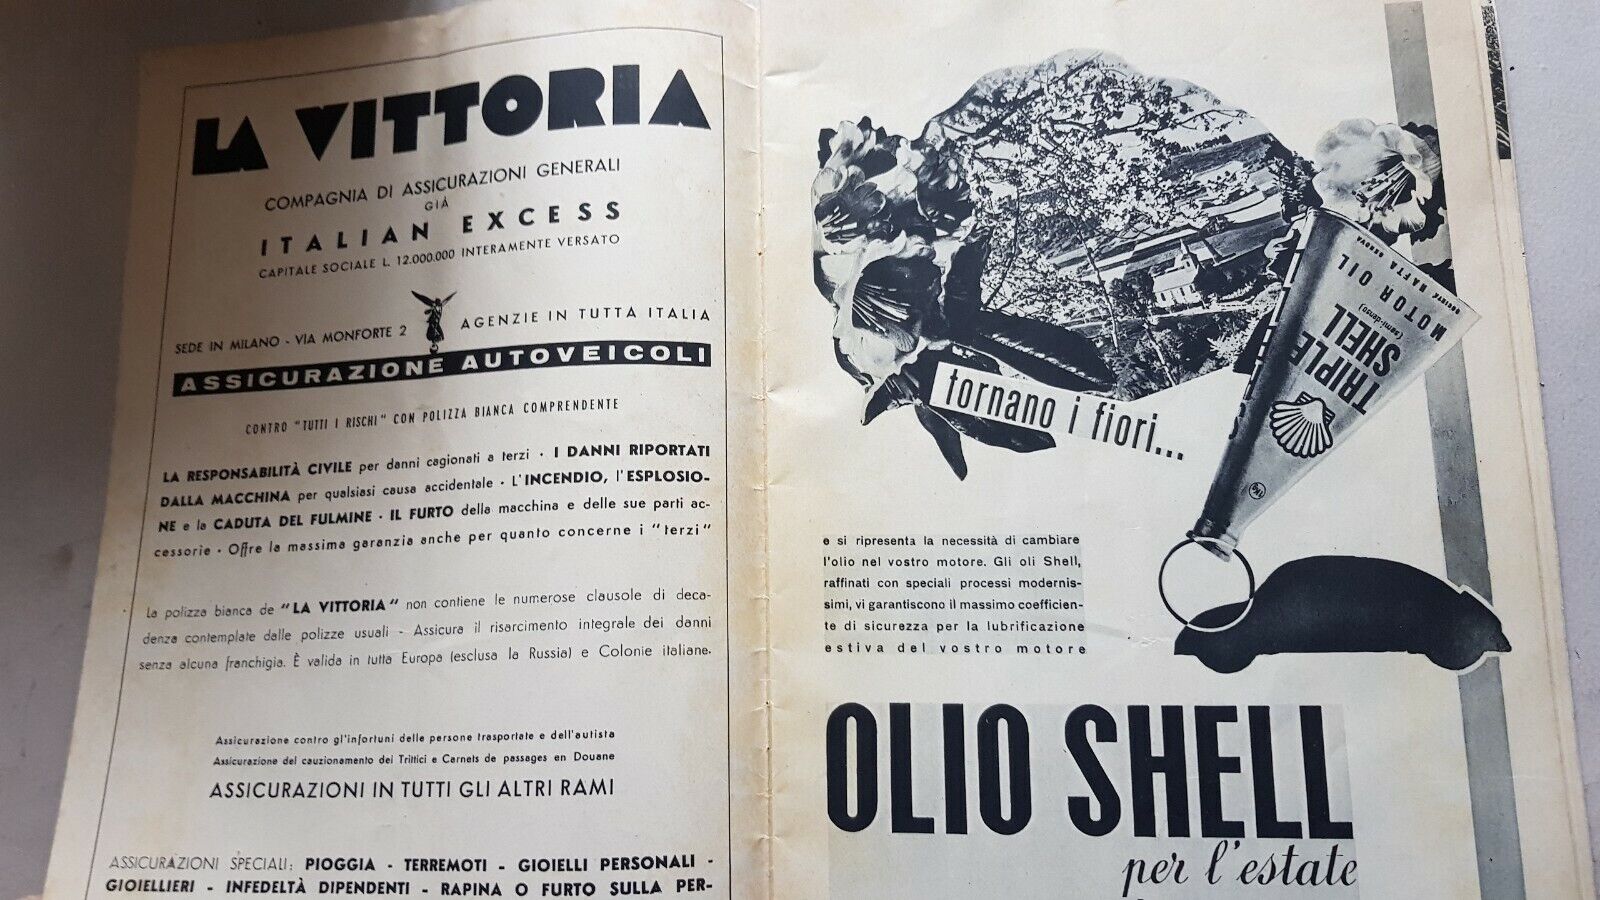 LA VITTORIA
COMPAGNIA DI ASSICURAZIONI GENERALI
GIÀ
ITALIAN EXCESS
CAPITALE SOCIALE L. 12.000.000 INTERAMENTE VERSATO
SEDE IN MILANO - VIA MONFORTE 2
AGENZIE IN TUTTA ITALIA
ASSICURAZIONE AUTOVEICOLI
CONTRO "TUTTI I RISCHI" CON POLIZZA BIANCA COMPRENDENTE
LA RESPONSABILITÀ CIVILE per danni cagionati a terzi · I DANNI RIPORTATI
DALLA MACCHINA per qualsiasi causa accidentale · L'INCENDIO, l'ESPLOSIO-
NE e la CADUTA DEL FULMINE · IL FURTO della macchina e delle sue parti ac-
cessorie · Offre la massima garanzia anche per quanto concerne i "terzi"
La polizza bianca de "LA VITTORIA" non contiene le numerose clausole di deca-
denza contemplate dalle polizze usuali - Assicura il risarcimento integrale dei danni
senza alcuna franchigia. È valida in tutta Europa (esclusa la Russia) e Colonie italiane.
Assicurazione contro gl'infortuni delle persone trasportate e dell'autista
Assicurazione del cauzionamento dei Trittici e Carnets de passages en Douane
ASSICURAZIONI IN TUTTI GLI ALTRI RAMI
ASSICURAZIONI SPECIALI: PIOGGIA - TERREMOTI - GIOIELLI PERSONALI -
GIOIELLIERI - INFEDELTÀ DIPENDENTI - RAPINA O FURTO SULLA PER-
tornano i fiori...
TRIPLE
SHELL
(semi-denso)
MOTOR OIL
SOCIETÀ NAFTA GENOVA
e si ripresenta la necessità di cambiare
l'olio nel vostro motore. Gli oli Shell,
raffinati con speciali processi modernis-
simi, vi garantiscono il massimo coefficien-
te di sicurezza per la lubrificazione
estiva del vostro motore
OLIO SHELL
per l'estate